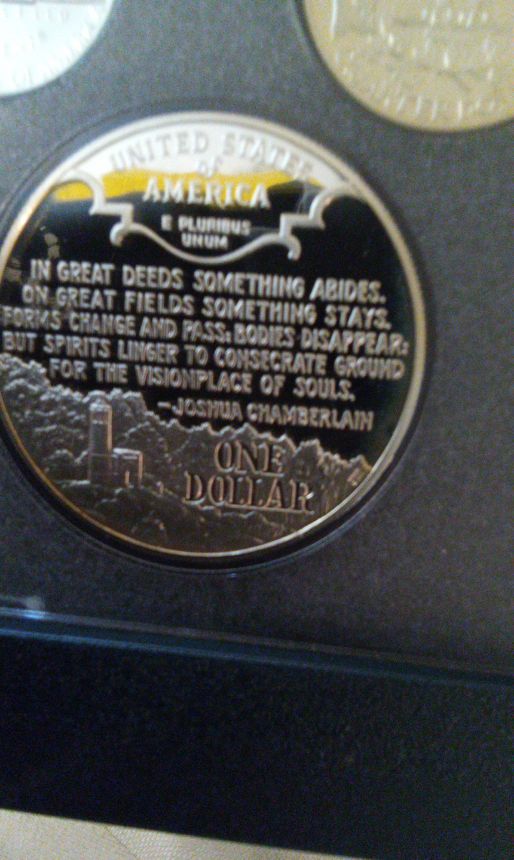 UNITED STATES
OF
AMERICA
E PLURIBUS
UNUM
IN GREAT DEEDS SOMETHING ABIDES.
ON GREAT FIELDS SOMETHING STAYS.
FORMS CHANGE AND PASS; BODIES DISAPPEAR;
BUT SPIRITS LINGER TO CONSECRATE GROUND
FOR THE VISIONPLACE OF SOULS.
—JOSHUA CHAMBERLAIN
ONE
DOLLAR